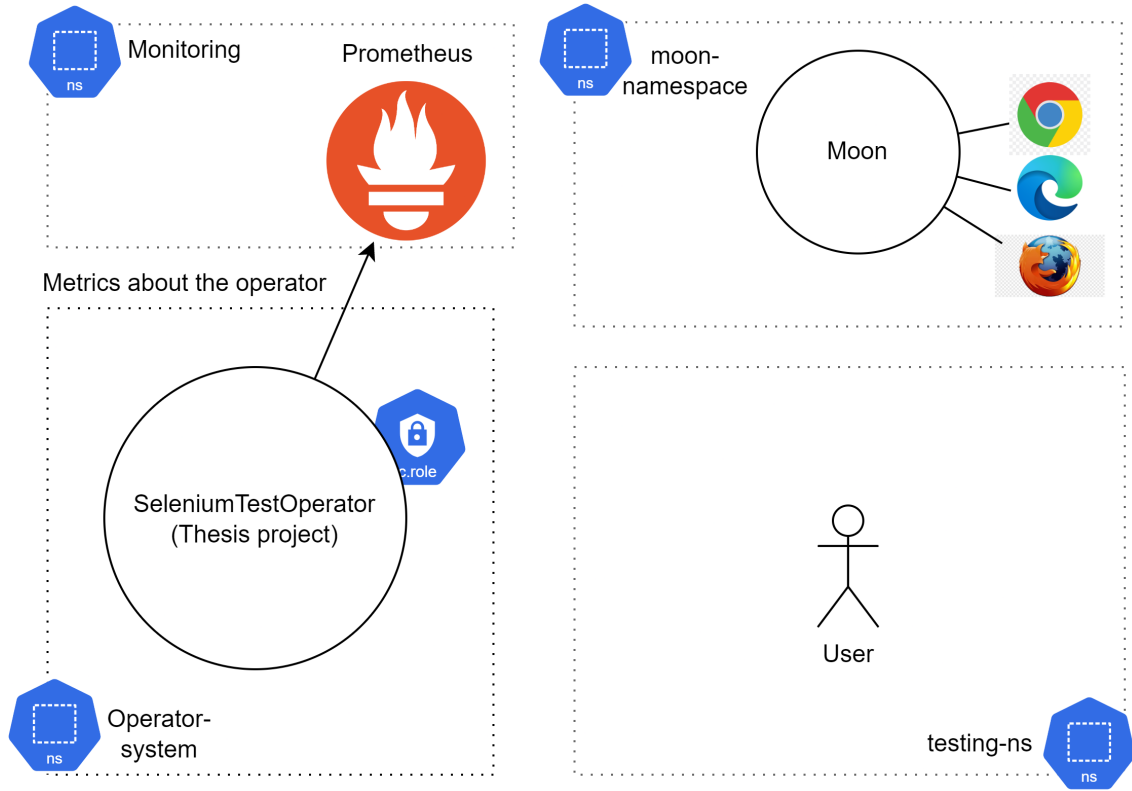 Monitoring
ns
Prometheus
moon-
namespace
ns
Moon
Metrics about the operator
c.role
SeleniumTestOperator
(Thesis project)
User
Operator-
system
ns
testing-ns
ns